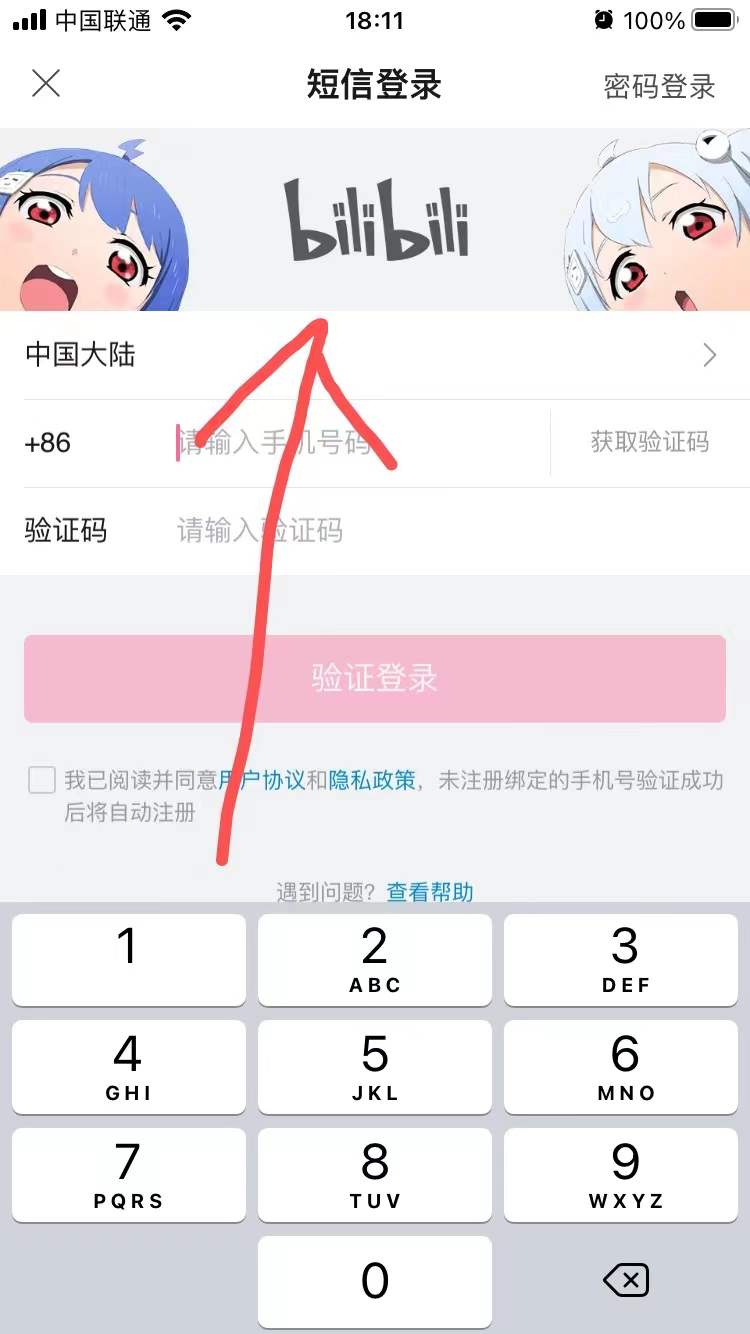 中国联通 18:11 100%
短信登录 密码登录
bilibili
中国大陆
+86 请输入手机号码 获取验证码
验证码 请输入验证码
验证登录
我已阅读并同意用户协议和隐私政策，未注册绑定的手机号验证成功
后将自动注册
遇到问题？查看帮助
1 2 3
ABC DEF
4 5 6
GHI JKL MNO
7 8 9
PQRS TUV WXYZ
0